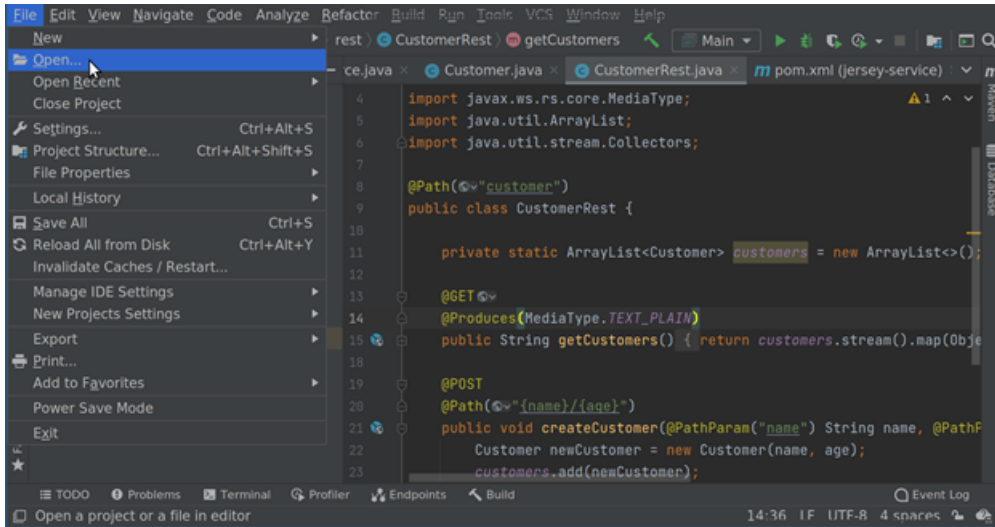 File Edit View Navigate Code Analyze Refactor Build Run Tools VCS Window Help
New
Open...
Open Recent
Close Project
Settings... Ctrl+Alt+S
Project Structure... Ctrl+Alt+Shift+S
File Properties
Local History
Save All Ctrl+S
Reload All from Disk Ctrl+Alt+Y
Invalidate Caches / Restart...
Manage IDE Settings
New Projects Settings
Export
Print...
Add to Favorites
Power Save Mode
Exit
rest CustomerRest getCustomers Main
ce.java Customer.java CustomerRest.java pom.xml (jersey-service)
4 import javax.ws.rs.core.MediaType;
1
5 import java.util.ArrayList;
6 import java.util.stream.Collectors;
7
8 @Path("customer")
9 public class CustomerRest {
10
11 private static ArrayList<Customer> customers = new ArrayList<>();
12
13 @GET
14 @Produces(MediaType.TEXT_PLAIN)
15 public String getCustomers() { return customers.stream().map(Obje
18
19 @POST
20 @Path("{name}/{age}")
21 public void createCustomer(@PathParam("name") String name, @PathP
22 Customer newCustomer = new Customer(name, age);
23 customers.add(newCustomer);
Maven
Database
TODO Problems Terminal Profiler Endpoints Build Event Log
Open a project or a file in editor 14:36 LF UTF-8 4 spaces